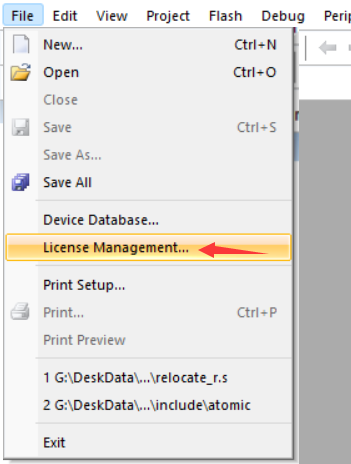 File Edit View Project Flash Debug
New... Ctrl+N
Open Ctrl+O
Close
Save Ctrl+S
Save As...
Save All
Device Database...
License Management...
Print Setup...
Print... Ctrl+P
Print Preview
1 G:\DeskData\...\relocate_r.s
2 G:\DeskData\...\include\atomic
Exit